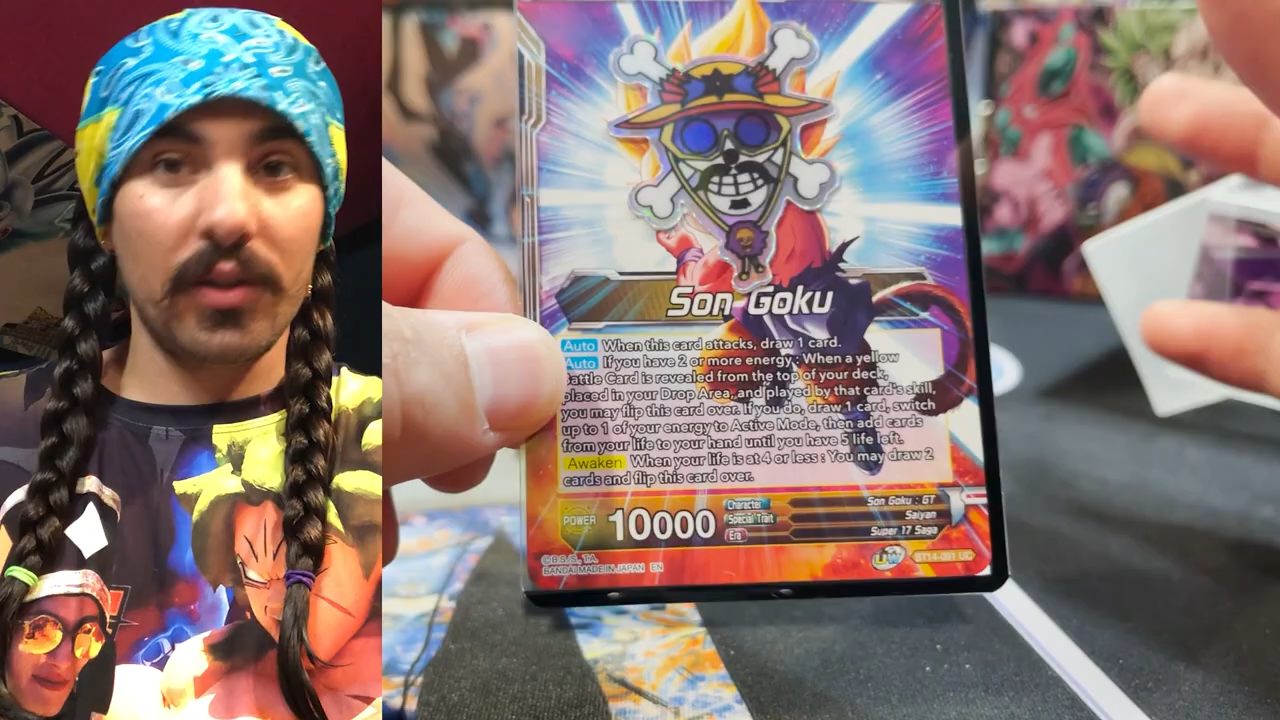 Son Goku
Auto When this card attacks, draw 1 card.
Auto If you have 2 or more energy : When a yellow
Battle Card is revealed from the top of your deck,
placed in your Drop Area, and played by that card's skill,
you may flip this card over. If you do, draw 1 card, switch
up to 1 of your energy to Active Mode, then add cards
from your life to your hand until you have 5 life left.
Awaken When your life is at 4 or less : You may draw 2
cards and flip this card over.
POWER 10000
Character Son Goku : GT
Special Trait Saiyan
Era Super 17 Saga
©B.S./S., T.A.
BANDAI MADE IN JAPAN EN
UW BT14-091 UC